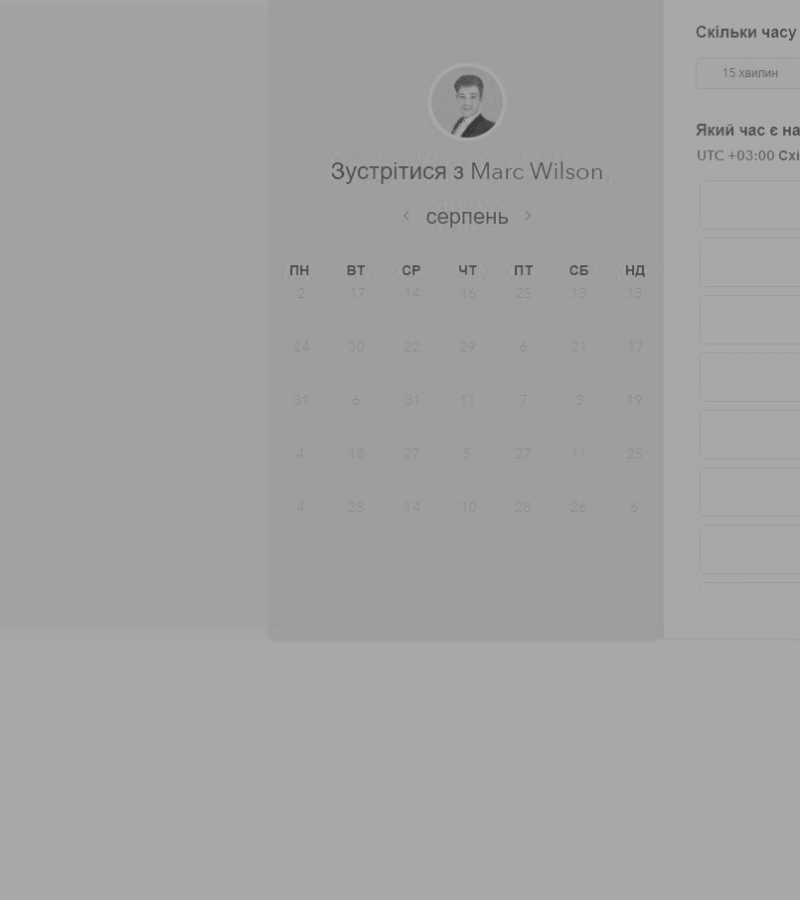 Зустрітися з Marc Wilson
серпень
ПН ВТ СР ЧТ ПТ СБ НД
2 17 14 16 25 13 13
24 30 22 29 6 21 17
31 6 31 11 7 3 19
4 18 27 5 27 11 25
4 28 14 10 28 26 6
Скільки часу
15 хвилин
Який час є на
UTC +03:00 Схі